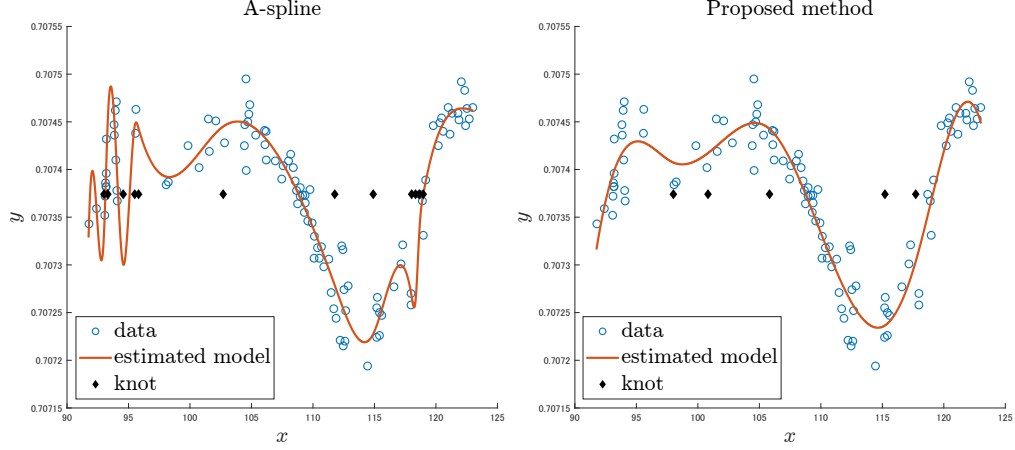 A-spline
0.70755
0.7075
0.70745
0.7074
0.70735
0.7073
0.70725
0.7072
0.70715
y
data
estimated model
knot
90 95 100 105 110 115 120 125
x
Proposed method
0.70755
0.7075
0.70745
0.7074
0.70735
0.7073
0.70725
0.7072
0.70715
y
data
estimated model
knot
90 95 100 105 110 115 120 125
x